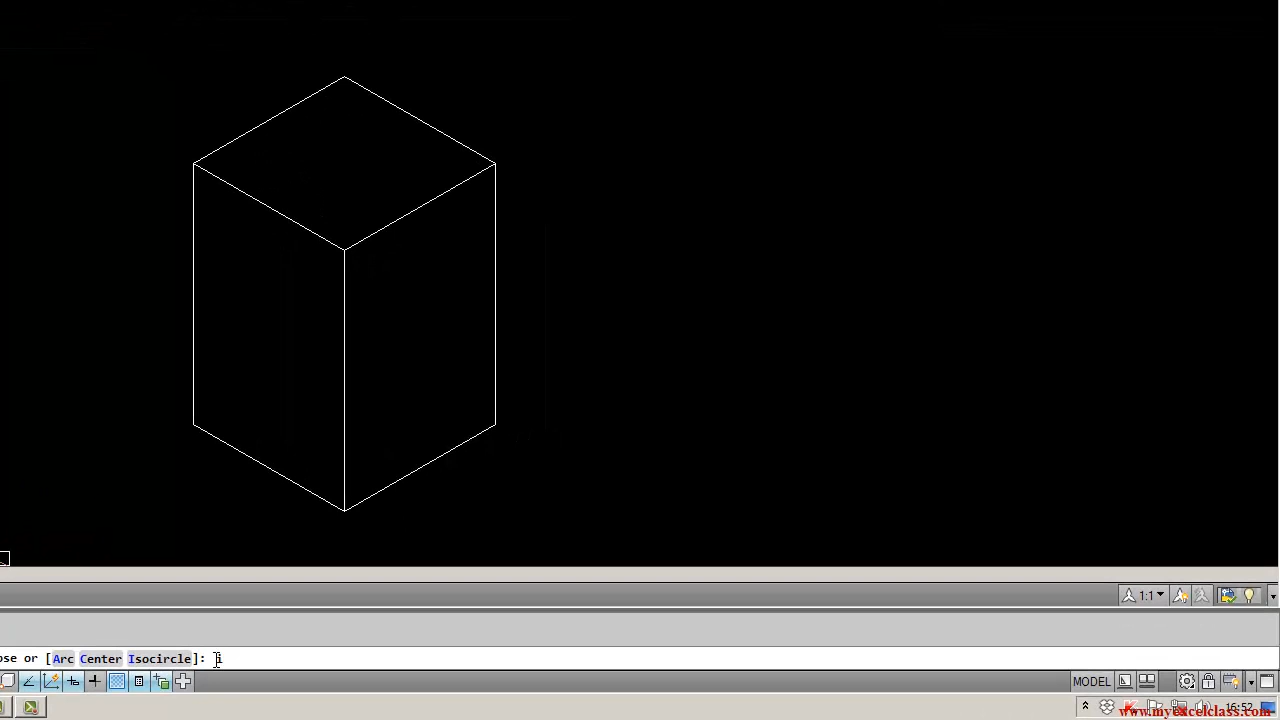 1:1
ose or [Arc Center Isocircle]: i
MODEL
16:52
www.myexcelclass.com